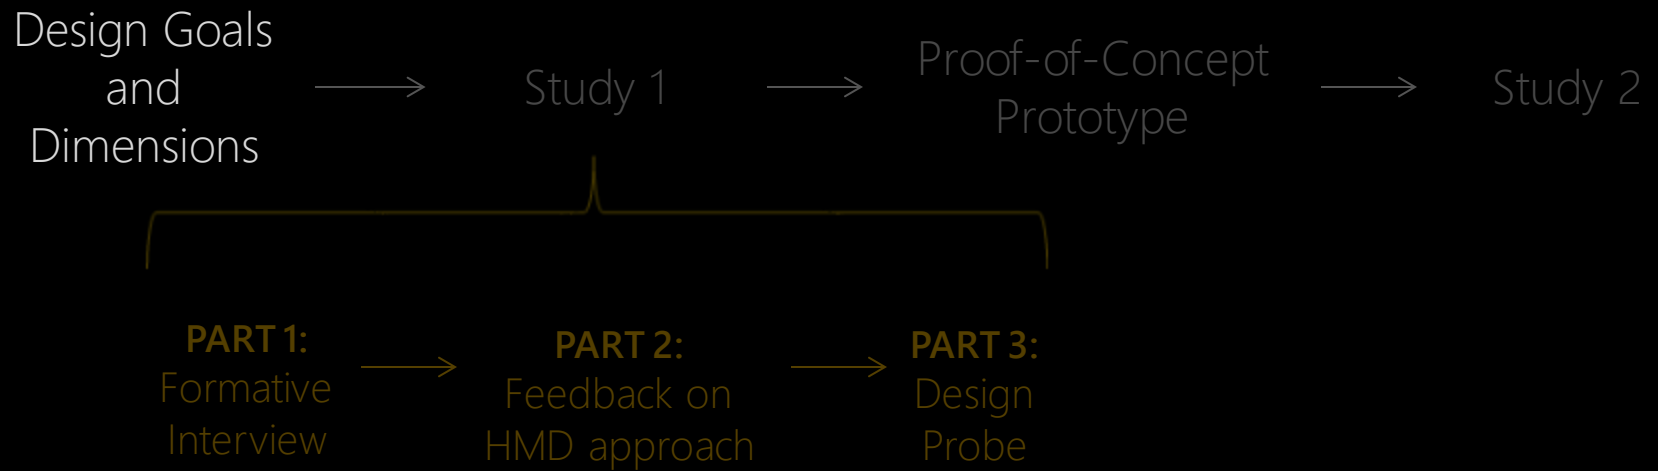 Design Goals
and
Dimensions
Study 1
Proof-of-Concept
Prototype
Study 2
PART 1:
Formative
Interview
PART 2:
Feedback on
HMD approach
PART 3:
Design
Probe